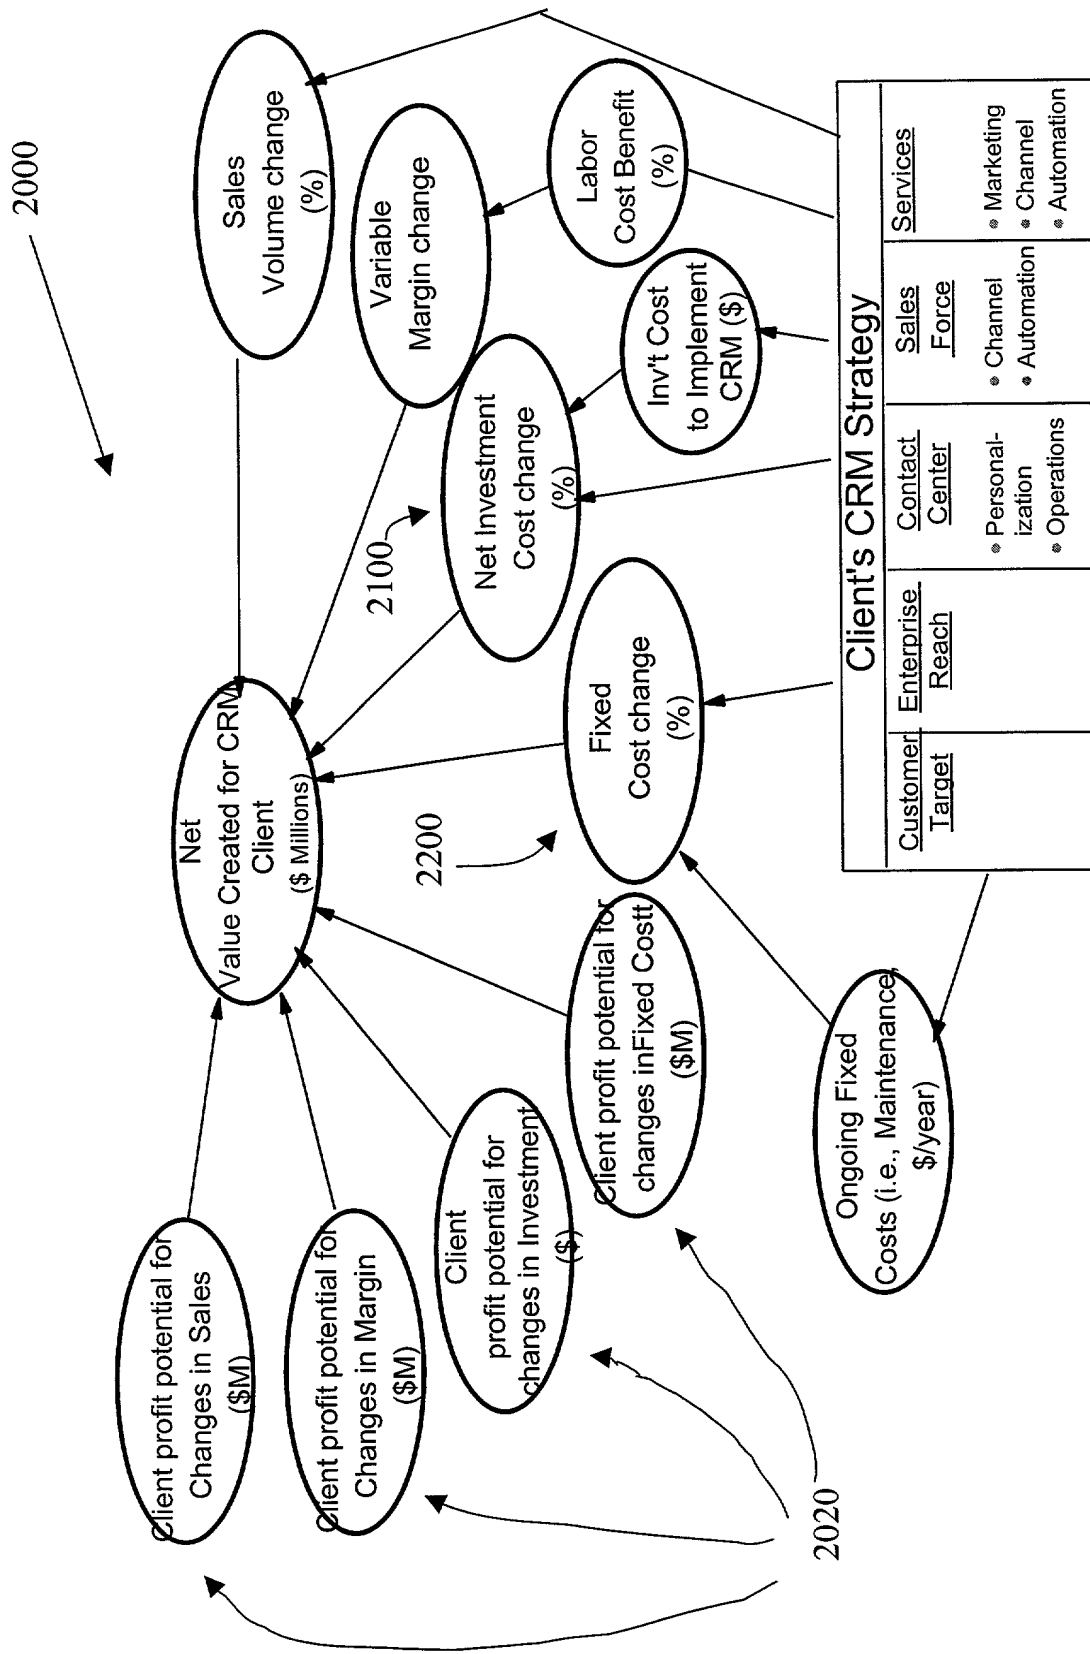 2000
Client profit potential for
Changes in Sales
($M)
Client profit potential for
Changes in Margin
($M)
Client
profit potential for
changes in Investment
($)
Client profit potential for
changes inFixed Costt
($M)
2020
Net
Value Created for CRM
Client
($ Millions)
Sales
Volume change
(%)
Variable
Margin change
2100
Net Investment
Cost change
(%)
Labor
Cost Benefit
(%)
Inv't Cost
to Implement
CRM ($)
2200
Fixed
Cost change
(%)
Ongoing Fixed
Costs (i.e., Maintenance,
$/year)
Client's CRM Strategy
Customer
Target
Enterprise
Reach
Contact
Center
• Personal-
ization
• Operations
Sales
Force
• Channel
• Automation
Services
• Marketing
• Channel
• Automation